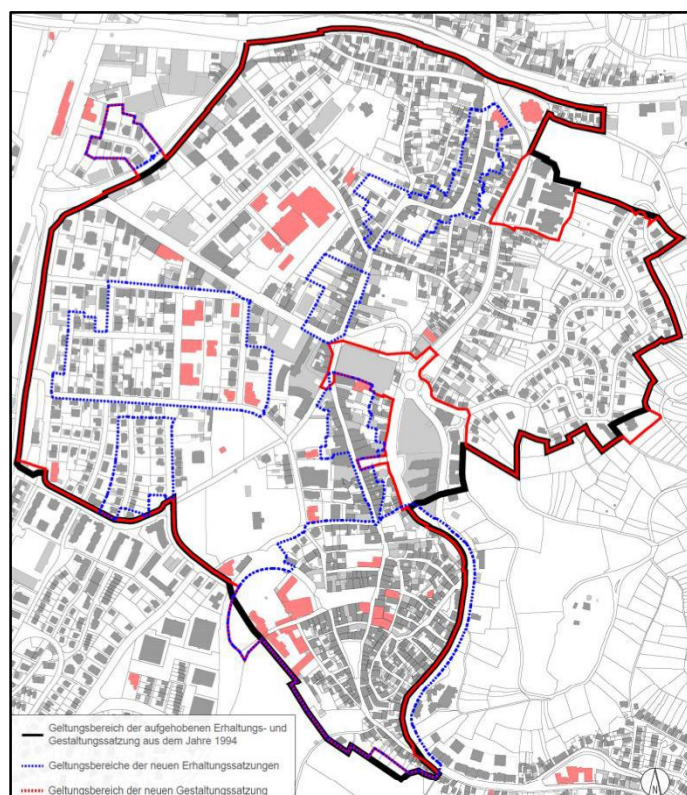 Geltungsbereich der aufgehobenen Erhaltungs- und
Gestaltungssatzung aus dem Jahre 1994
Geltungsbereiche der neuen Erhaltungssatzungen
Geltungsbereich der neuen Gestaltungssatzung
N